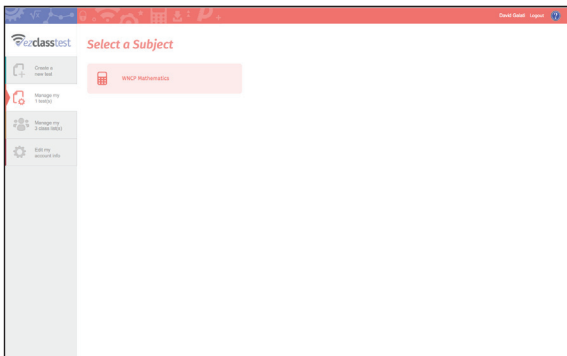 David Galati Logout ?
ezclasstest
Select a Subject
Create a
new test
WNCP Mathematics
Manage my
1 test(s)
Manage my
3 class list(s)
Edit my
account info